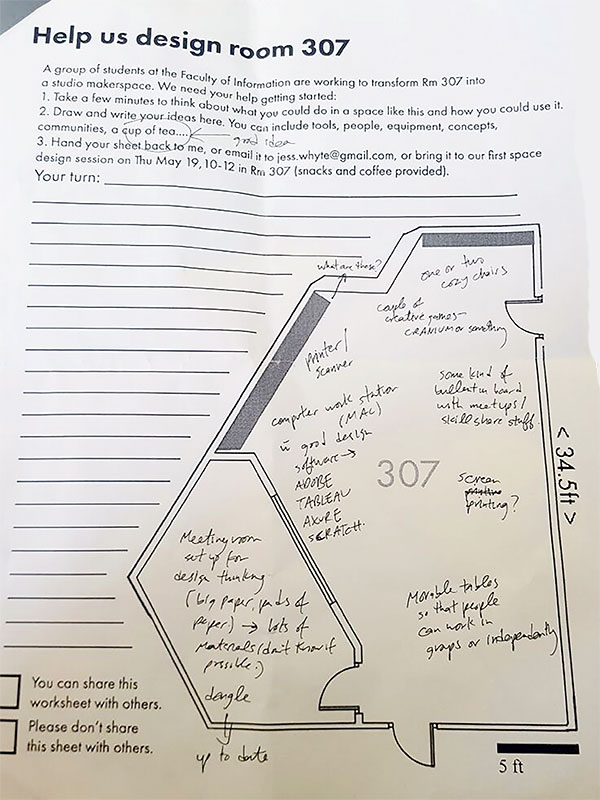 Help us design room 307
A group of students at the Faculty of Information are working to transform Rm 307 into
a studio makerspace. We need your help getting started:
1. Take a few minutes to think about what you could do in a space like this and how you could use it.
2. Draw and write your ideas here. You can include tools, people, equipment, concepts,
communities, a cup of tea....
good idea
3. Hand your sheet back to me, or email it to jess.whyte@gmail.com, or bring it to our first space
design session on Thu May 19, 10-12 in Rm 307 (snacks and coffee provided).
Your turn:
what are these?
one or two
cozy chairs
couple of
creative games-
CRANIUM or something
printer/
scanner
some kind of
bulletin board
with meetups/
skill share stuff.
computer work station
(MAC)
w good design
software →
ADOBE
TABLEAU
AXURE
SCRATCH.
307
< 34.5ft >
screen
printing
printing?
Meeting room
set up for
design thinking
(big paper, pads of
paper) → lots of
materials (don't know if
possible.)
dongle
up to date
Movable tables
so that people
can work in
groups or independently
You can share this
worksheet with others.
Please don't share
this sheet with others.
5 ft